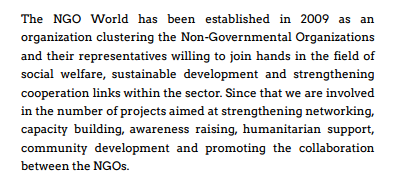 The NGO World has been established in 2009 as an
organization clustering the Non-Governmental Organizations
and their representatives willing to join hands in the field of
social welfare, sustainable development and strengthening
cooperation links within the sector. Since that we are involved
in the number of projects aimed at strengthening networking,
capacity building, awareness raising, humanitarian support,
community development and promoting the collaboration
between the NGOs.